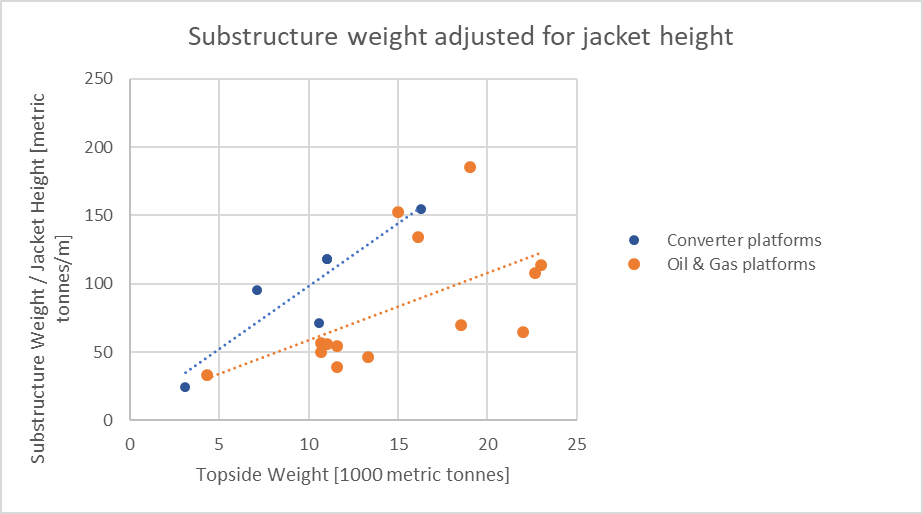 Substructure weight adjusted for jacket height
Substructure Weight / Jacket Height [metric
tonnes/m]
250
200
150
100
50
0
0 5 10 15 20 25
Topside Weight [1000 metric tonnes]
Converter platforms
Oil & Gas platforms